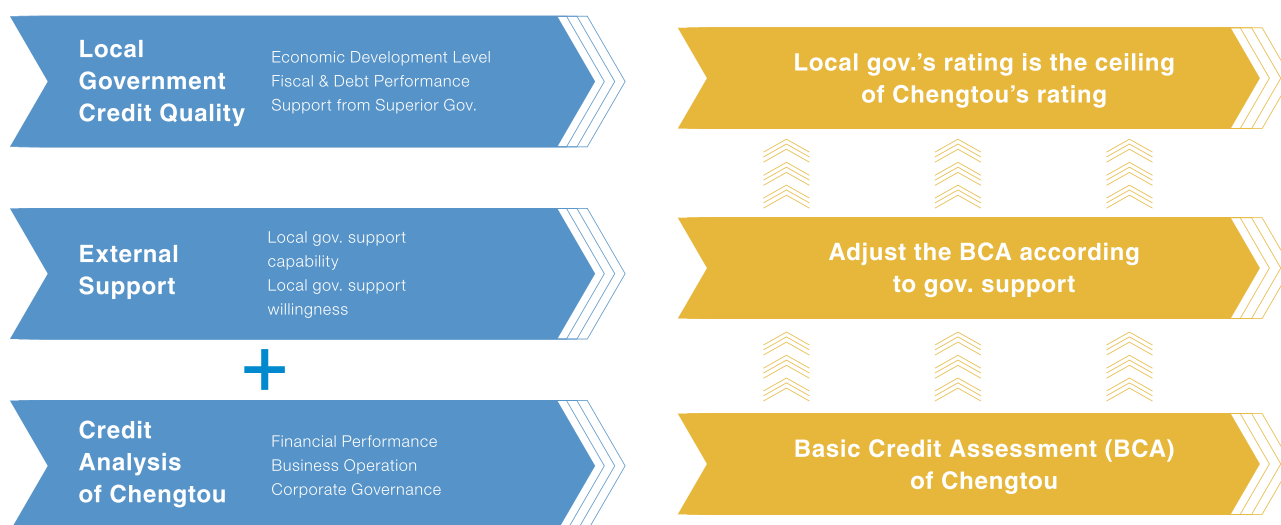 Local
Government
Credit Quality
Economic Development Level
Fiscal & Debt Performance
Support from Superior Gov.
Local gov.’s rating is the ceiling
of Chengtou’s rating
External
Support
Local gov. support
capability
Local gov. support
willingness
Adjust the BCA according
to gov. support
+
Credit
Analysis
of Chengtou
Financial Performance
Business Operation
Corporate Governance
Basic Credit Assessment (BCA)
of Chengtou